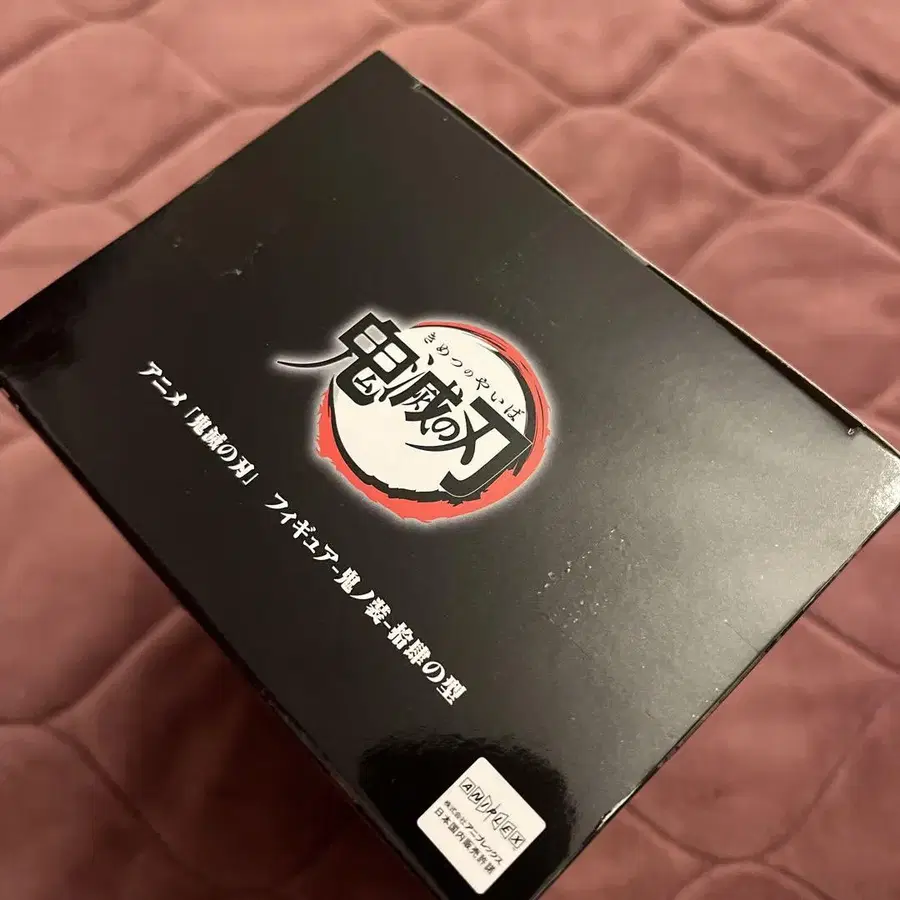 きめつのやいば
鬼滅の刃
アニメ「鬼滅の刃」 フィギュア-鬼ノ装-拾肆の型
ANIPLEX
株式会社アニプレックス
日本国内販売許諾